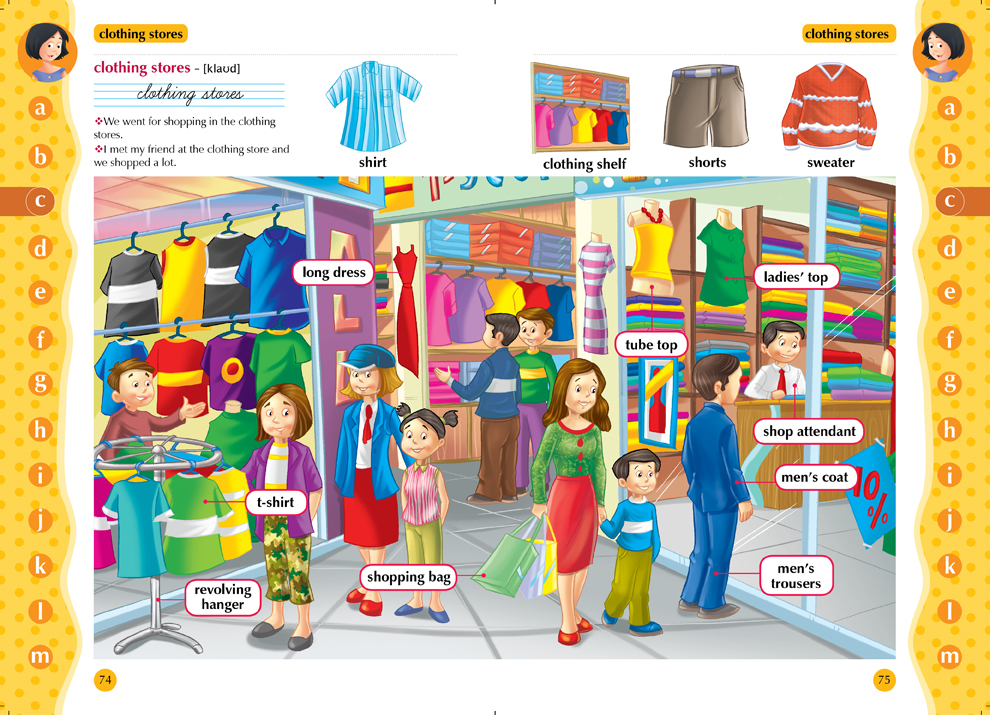 clothing stores
clothing stores
clothing stores – [klaʊd]
clothing stores
❖We went for shopping in the clothing
stores.
❖I met my friend at the clothing store and
we shopped a lot.
shirt
clothing shelf
shorts
sweater
long dress
ladies' top
tube top
shop attendant
men's coat
t-shirt
10
%
shopping bag
men's
trousers
revolving
hanger
a
b
c
d
e
f
g
h
i
j
k
l
m
a
b
c
d
e
f
g
h
i
j
k
l
m
74
75